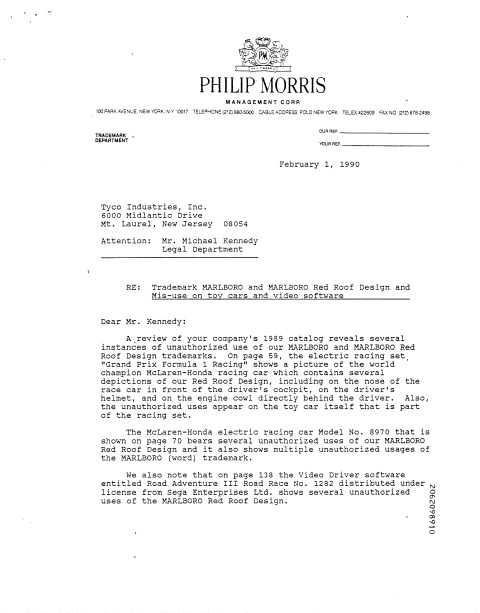 PM
PHILIP MORRIS
MANAGEMENT CORP.
100 PARK AVENUE, NEW YORK, N.Y. 10017 TELEPHONE (212) 880-5000 CABLE ADDRESS POLD NEW YORK TELEX 422609 FAX NO. (212) 878-2498
TRADEMARK
DEPARTMENT
OUR REF.
YOUR REF.
February 1, 1990
Tyco Industries, Inc.
6000 Midlantic Drive
Mt. Laurel, New Jersey 08054
Attention: Mr. Michael Kennedy
Legal Department
RE: Trademark MARLBORO and MARLBORO Red Roof Design and
Mis-use on toy cars and video software
Dear Mr. Kennedy:
A review of your company's 1989 catalog reveals several
instances of unauthorized use of our MARLBORO and MARLBORO Red
Roof Design trademarks. On page 59, the electric racing set
"Grand Prix Formula 1 Racing" shows a picture of the world
champion McLaren-Honda racing car which contains several
depictions of our Red Roof Design, including on the nose of the
race car in front of the driver's cockpit, on the driver's
helmet, and on the engine cowl directly behind the driver. Also,
the unauthorized uses appear on the toy car itself that is part
of the racing set.
The McLaren-Honda electric racing car Model No. 8970 that is
shown on page 70 bears several unauthorized uses of our MARLBORO
Red Roof Design and it also shows multiple unauthorized usages of
the MARLBORO (word) trademark.
We also note that on page 138 the Video Driver software
entitled Road Adventure III Road Race No. 1282 distributed under
license from Sega Enterprises Ltd. shows several unauthorized
uses of the MARLBORO Red Roof Design.
2062098910